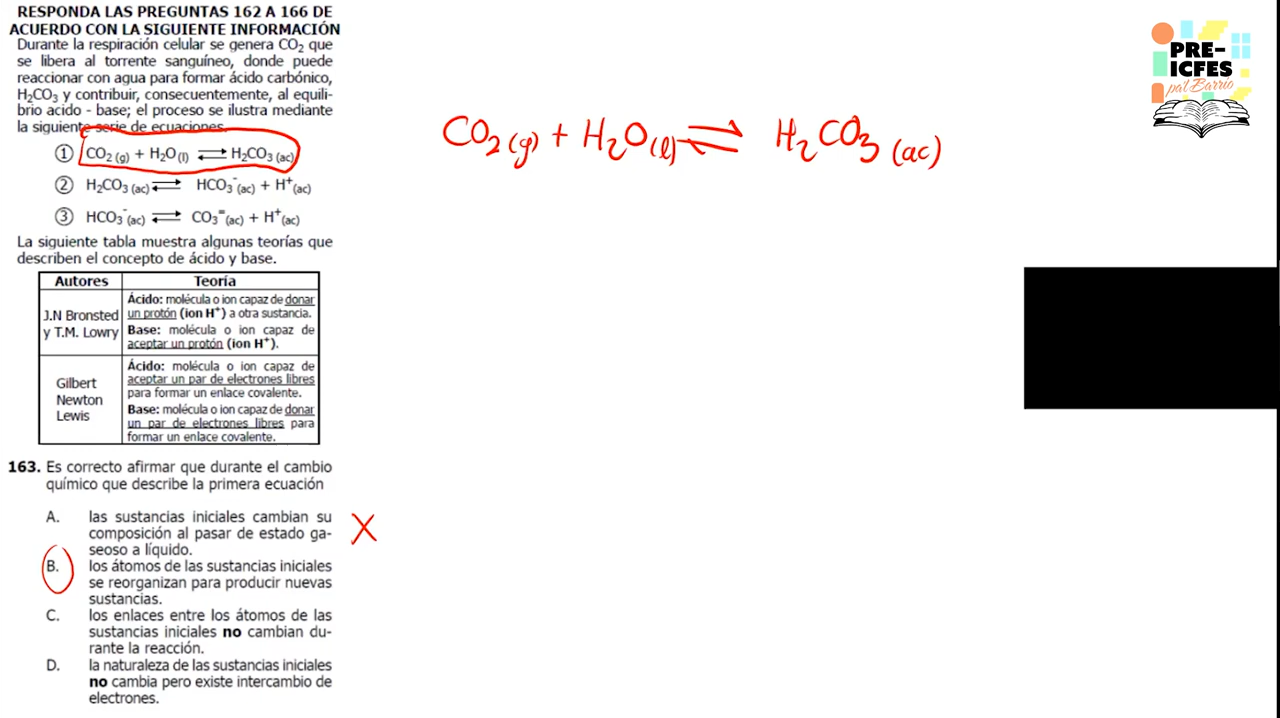 RESPONDA LAS PREGUNTAS 162 A 166 DE
ACUERDO CON LA SIGUIENTE INFORMACIÓN
Durante la respiración celular se genera CO₂ que
se libera al torrente sanguíneo, donde puede
reaccionar con agua para formar ácido carbónico,
H₂CO₃ y contribuir, consecuentemente, al equili-
brio acido - base; el proceso se ilustra mediante
la siguiente serie de ecuaciones
① CO₂ (g) + H₂O (l) ⇌ H₂CO₃ (ac)
② H₂CO₃ (ac) ⇌ HCO₃⁻ (ac) + H⁺ (ac)
③ HCO₃⁻ (ac) ⇌ CO₃⁼ (ac) + H⁺ (ac)
La siguiente tabla muestra algunas teorías que
describen el concepto de ácido y base.
Autores Teoría
J.N Bronsted
y T.M. Lowry
Ácido: molécula o ion capaz de donar
un protón (ion H⁺) a otra sustancia.
Base: molécula o ion capaz de
aceptar un protón (ion H⁺).
Gilbert
Newton
Lewis
Ácido: molécula o ion capaz de
aceptar un par de electrones libres
para formar un enlace covalente.
Base: molécula o ion capaz de donar
un par de electrones libres para
formar un enlace covalente.
163. Es correcto afirmar que durante el cambio
químico que describe la primera ecuación
A. las sustancias iniciales cambian su
composición al pasar de estado ga-
seoso a líquido.
X
B. los átomos de las sustancias iniciales
se reorganizan para producir nuevas
sustancias.
C. los enlaces entre los átomos de las
sustancias iniciales no cambian du-
rante la reacción.
D. la naturaleza de las sustancias iniciales
no cambia pero existe intercambio de
electrones.
CO₂ (g) + H₂O (l) ⇌ H₂CO₃ (ac)
PRE-
ICFES
pa'l Barrio